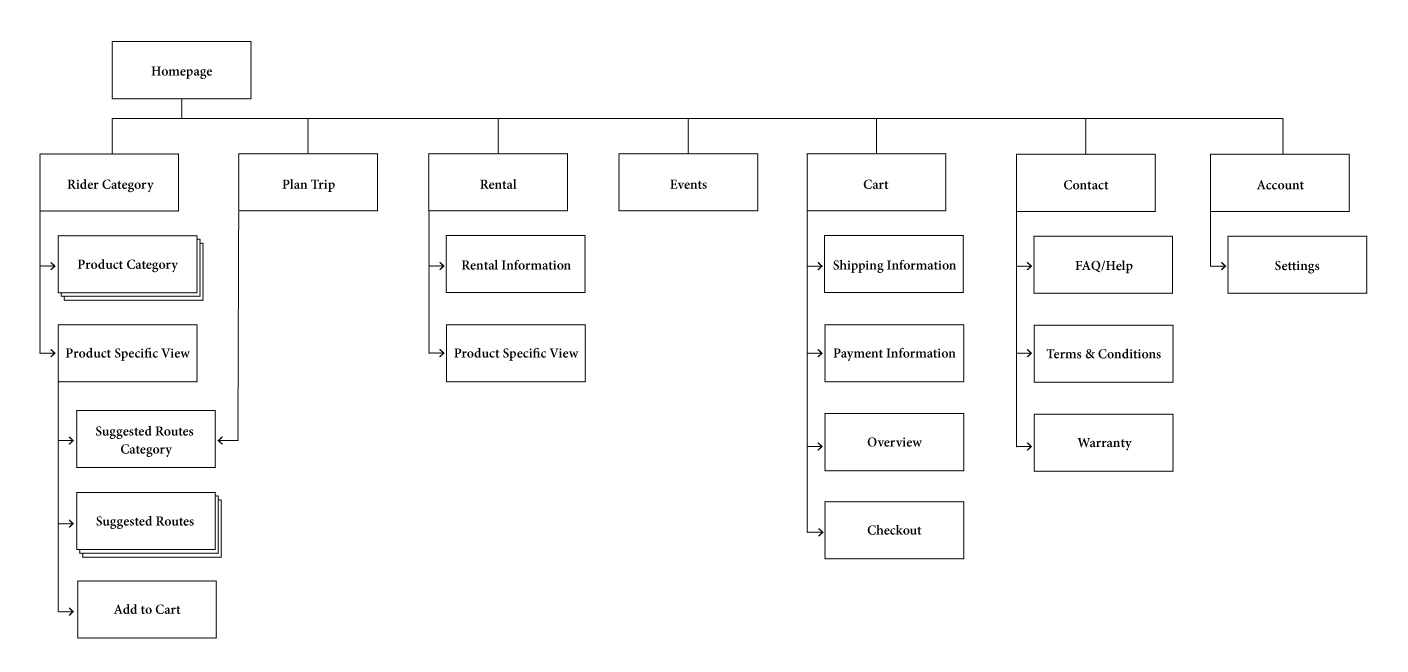 Homepage
Rider Category
Plan Trip
Rental
Events
Cart
Contact
Account
Product Category
Rental Information
Shipping Information
FAQ/Help
Settings
Product Specific View
Product Specific View
Payment Information
Terms & Conditions
Suggested Routes
Category
Overview
Warranty
Suggested Routes
Checkout
Add to Cart